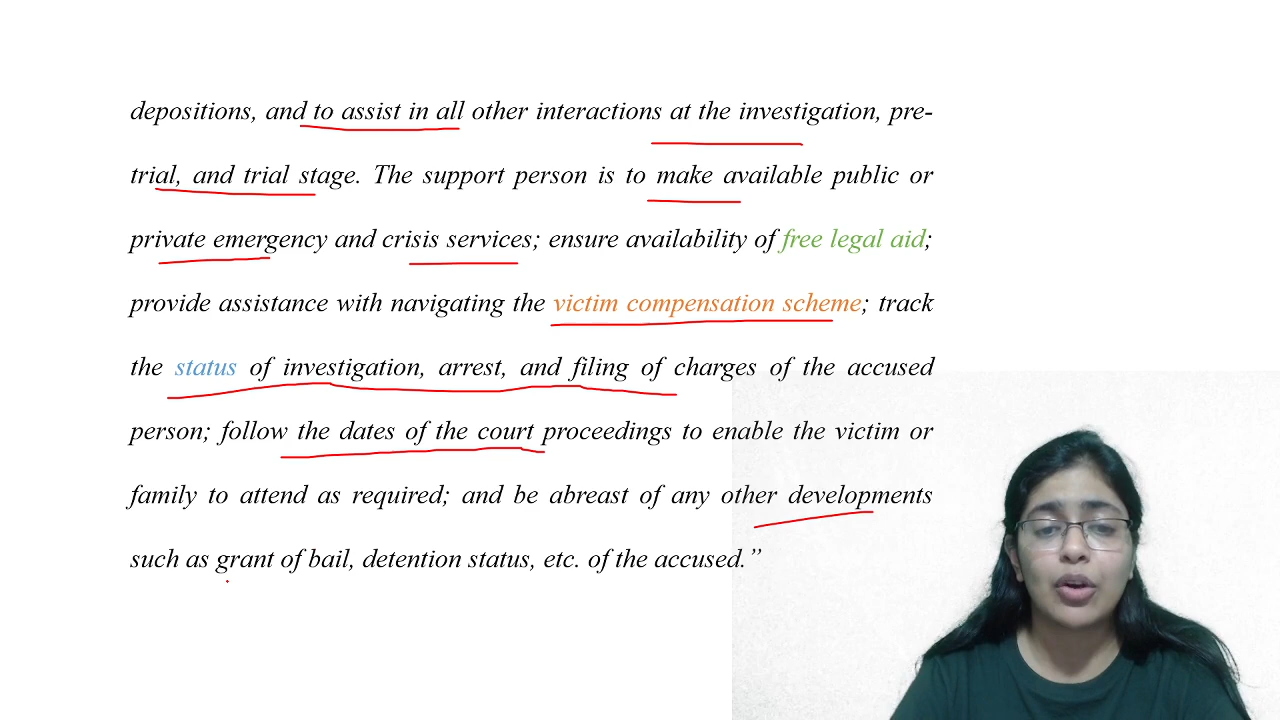 depositions, and to assist in all other interactions at the investigation, pre-
trial, and trial stage. The support person is to make available public or
private emergency and crisis services; ensure availability of free legal aid;
provide assistance with navigating the victim compensation scheme; track
the status of investigation, arrest, and filing of charges of the accused
person; follow the dates of the court proceedings to enable the victim or
family to attend as required; and be abreast of any other developments
such as grant of bail, detention status, etc. of the accused.”